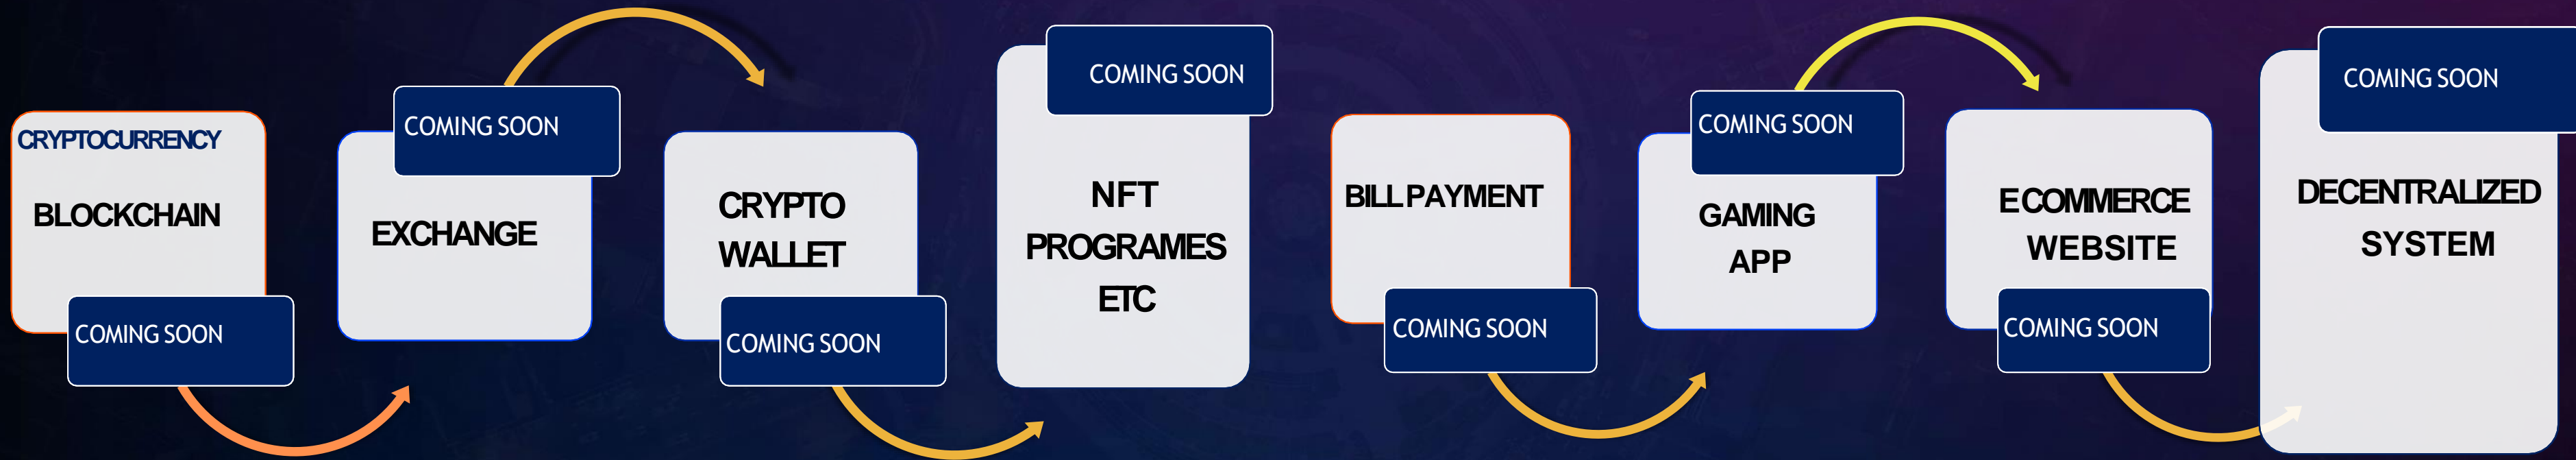 CRYPTOCURRENCY
BLOCKCHAIN
COMING SOON
COMING SOON
EXCHANGE
CRYPTO
WALLET
COMING SOON
COMING SOON
NFT
PROGRAMES
ETC
BILL PAYMENT
COMING SOON
COMING SOON
GAMING
APP
E COMMERCE
WEBSITE
COMING SOON
COMING SOON
DECENTRALIZED
SYSTEM